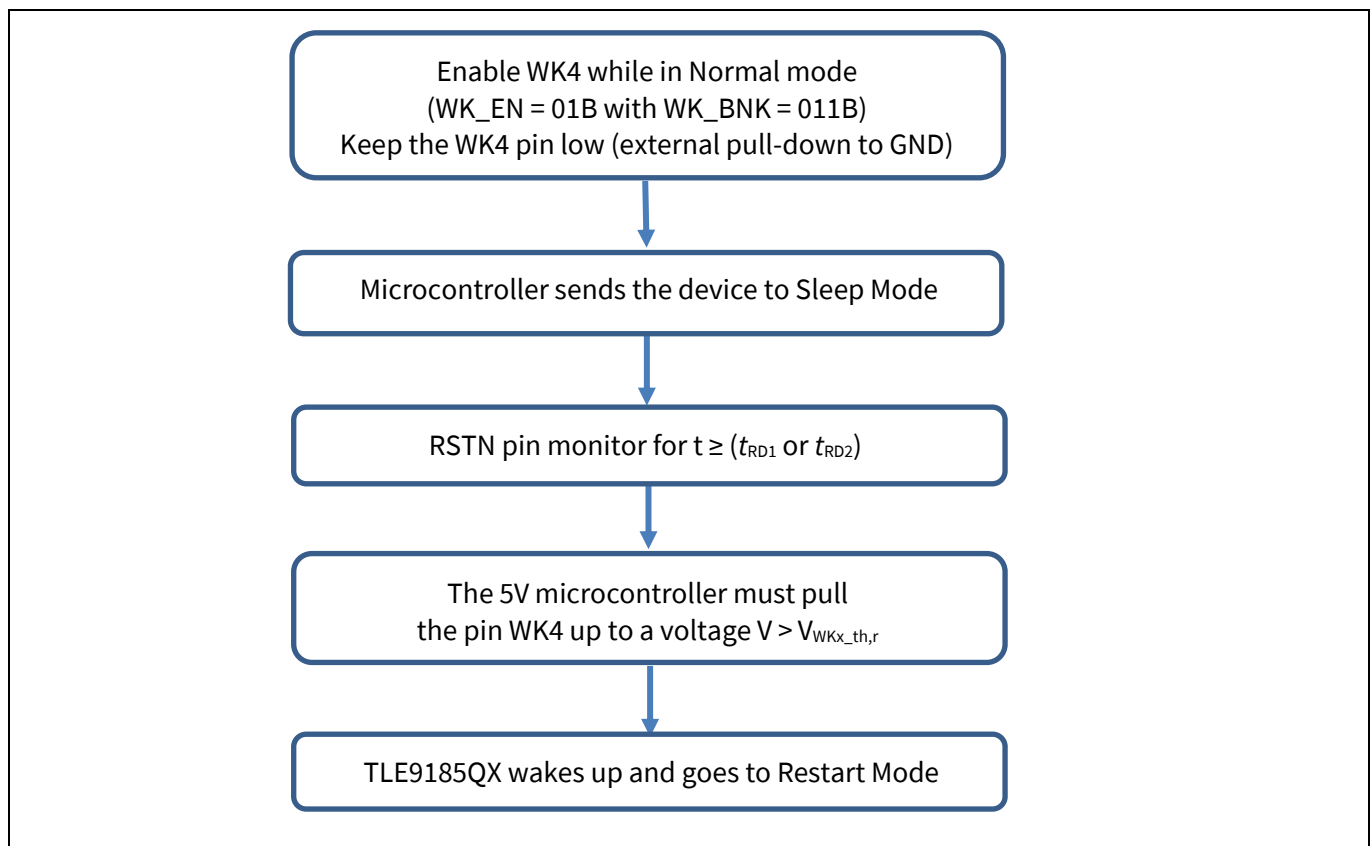 Enable WK4 while in Normal mode
(WK_EN = 01B with WK_BNK = 011B)
Keep the WK4 pin low (external pull-down to GND)
Microcontroller sends the device to Sleep Mode
RSTN pin monitor for t ≥ (tRD1 or tRD2)
The 5V microcontroller must pull
the pin WK4 up to a voltage V > VWKx_th,r
TLE9185QX wakes up and goes to Restart Mode